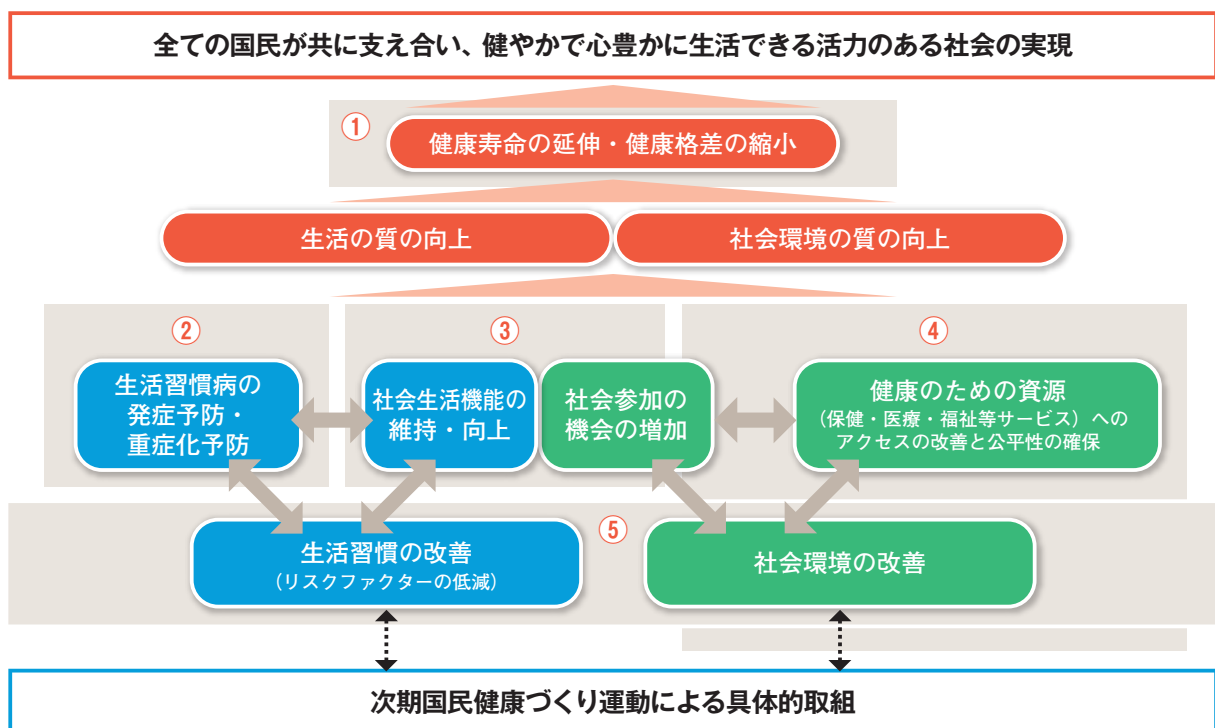 全ての国民が共に支え合い、健やかで心豊かに生活できる活力のある社会の実現
①
健康寿命の延伸・健康格差の縮小
生活の質の向上
社会環境の質の向上
②
生活習慣病の
発症予防・
重症化予防
③
社会生活機能の
維持・向上
社会参加の
機会の増加
④
健康のための資源
（保健・医療・福祉等サービス）への
アクセスの改善と公平性の確保
⑤
生活習慣の改善
（リスクファクターの低減）
社会環境の改善
次期国民健康づくり運動による具体的取組